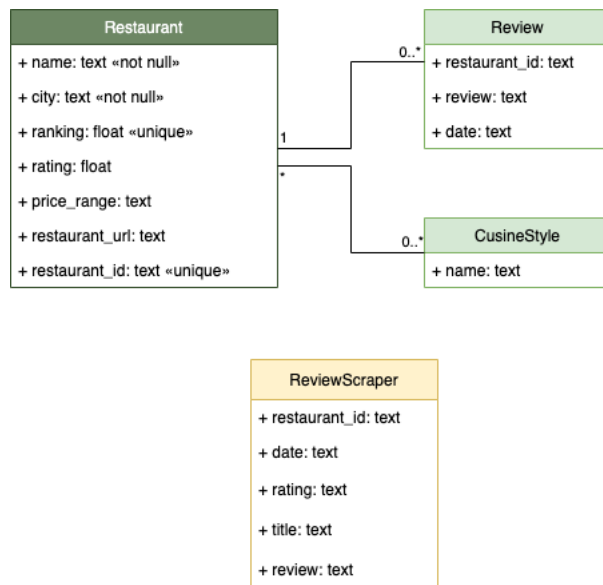 Restaurant
+ name: text «not null»
+ city: text «not null»
+ ranking: float «unique»
+ rating: float
+ price_range: text
+ restaurant_url: text
+ restaurant_id: text «unique»
1
*
0..*
Review
+ restaurant_id: text
+ review: text
+ date: text
0..*
CusineStyle
+ name: text
ReviewScraper
+ restaurant_id: text
+ date: text
+ rating: text
+ title: text
+ review: text